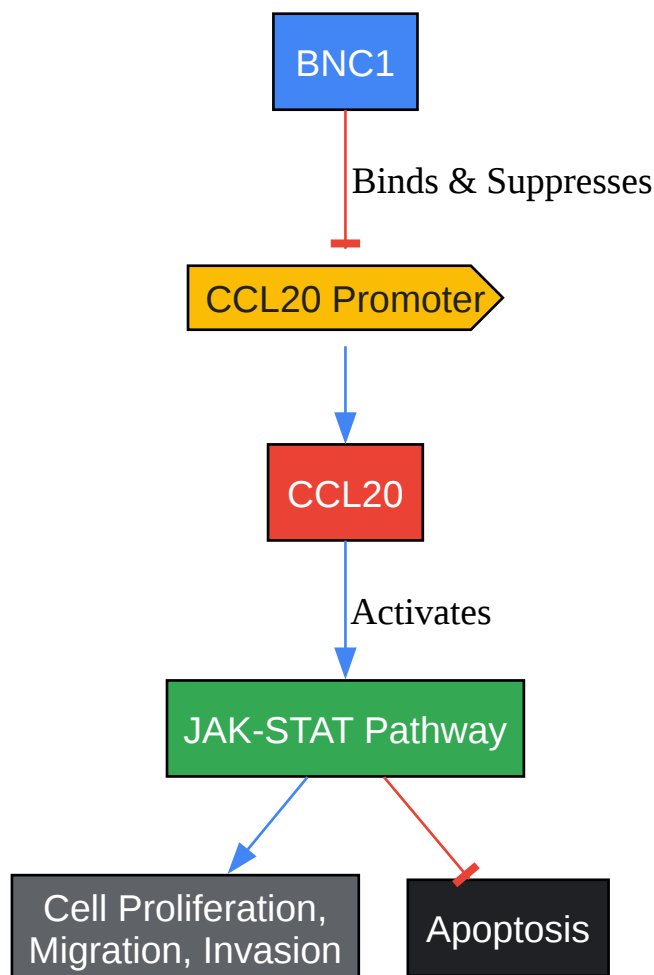 BNC1
Binds & Suppresses
CCL20 Promoter
CCL20
Activates
JAK-STAT Pathway
Cell Proliferation,
Migration, Invasion
Apoptosis